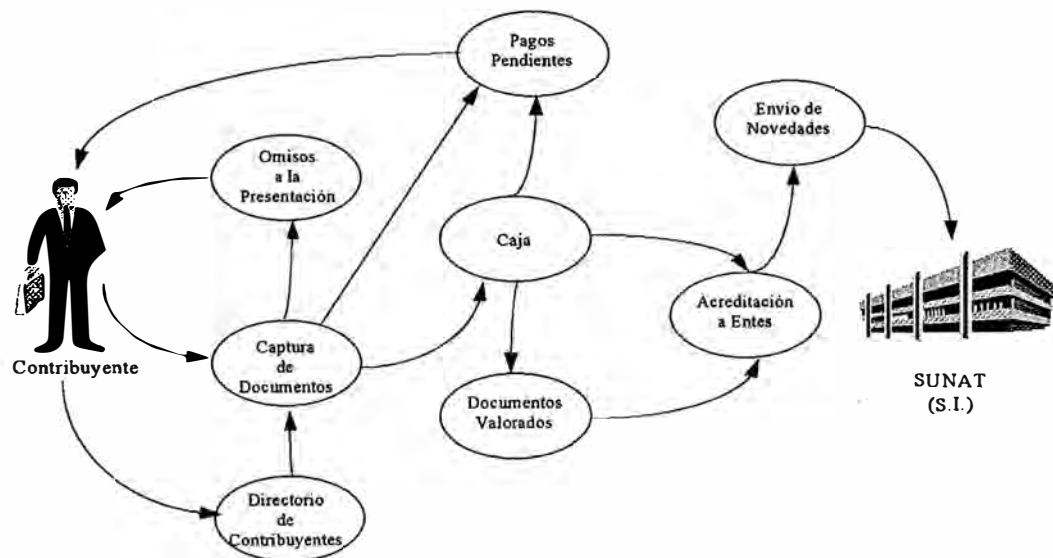 Pagos
Pendientes
Envio de
Novedades
Omisos
a la
Presentación
Caja
Acreditación
a Entes
Contribuyente
Captura
de
Documentos
Documentos
Valorados
SUNAT
(S.I.)
Directorio
de
Contribuyentes